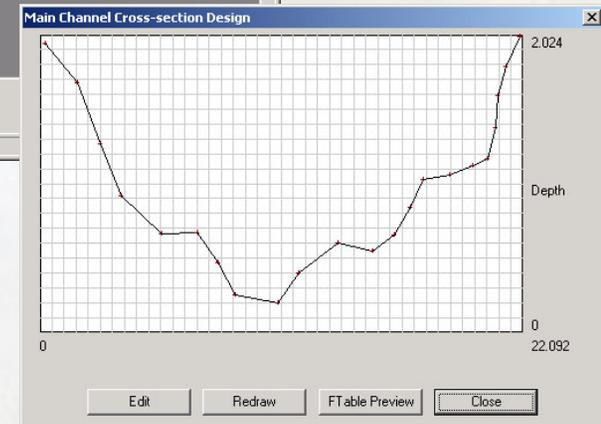 Main Channel Cross-section Design
2.024
Depth
0
0 22.092
Edit Redraw FTable Preview Close